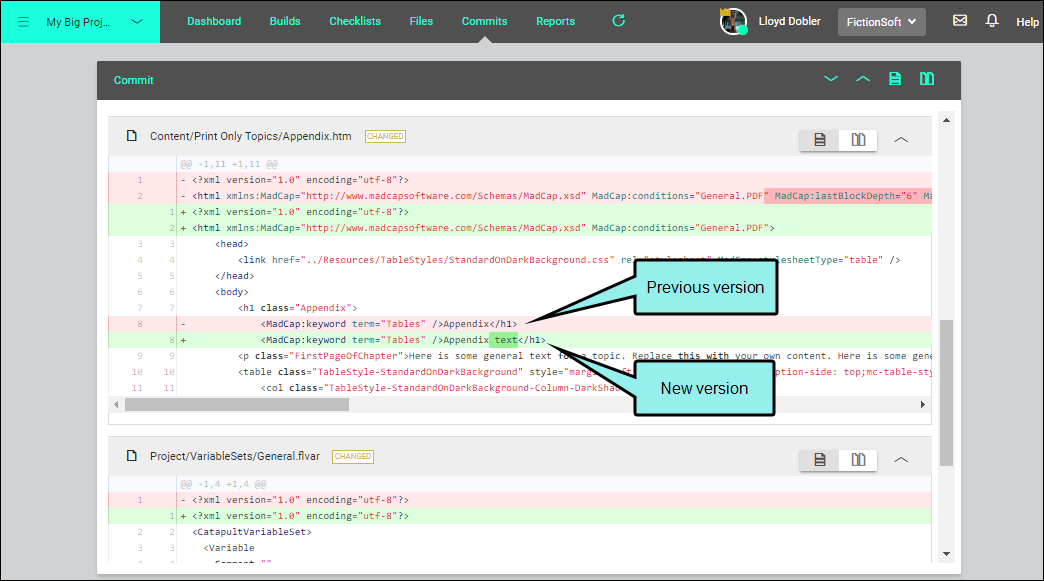 My Big Proj... Dashboard Builds Checklists Files Commits Reports Lloyd Dobler FictionSoft Help
Commit
Content/Print Only Topics/Appendix.htm CHANGED
@@ -1,11 +1,11 @@
1 - <?xml version="1.0" encoding="utf-8"?>
2 - <html xmlns:MadCap="http://www.madcapsoftware.com/Schemas/MadCap.xsd" MadCap:conditions="General.PDF" MadCap:lastBlockDepth="6" Ma
1 + <?xml version="1.0" encoding="utf-8"?>
2 + <html xmlns:MadCap="http://www.madcapsoftware.com/Schemas/MadCap.xsd" MadCap:conditions="General.PDF">
3 3 <head>
4 4 <link href="../Resources/TableStyles/StandardOnDarkBackground.css" rel="stylesheet" MadCap:stylesheetType="table" />
5 5 </head>
6 6 <body>
7 7 <h1 class="Appendix">
8 - <MadCap:keyword term="Tables" />Appendix</h1>
8 + <MadCap:keyword term="Tables" />Appendix text</h1>
9 9 <p class="FirstPageOfChapter">Here is some general text for a topic. Replace this with your own content. Here is some gene
10 10 <table class="TableStyle-StandardOnDarkBackground" style="marg ption-side: top;mc-table-sty
11 11 <col class="TableStyle-StandardOnDarkBackground-Column-DarkSha
Previous version
New version
Project/VariableSets/General.flvar CHANGED
@@ -1,4 +1,4 @@
1 - <?xml version="1.0" encoding="utf-8"?>
1 + <?xml version="1.0" encoding="utf-8"?>
2 2 <CatapultVariableSet>
3 3 <Variable